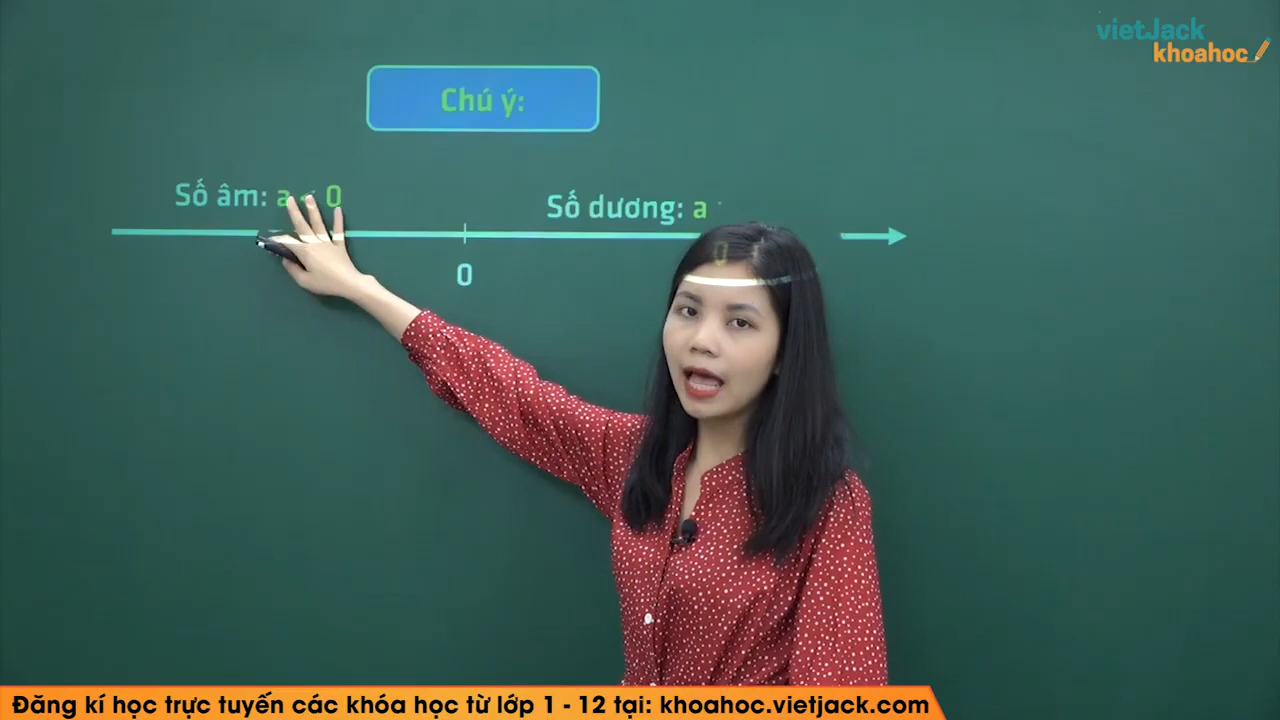 vietJack
khoahoc
Chú ý:
Số âm: a < 0
Số dương: a
0
0
Đăng kí học trực tuyến các khóa học từ lớp 1 - 12 tại: khoahoc.vietjack.com